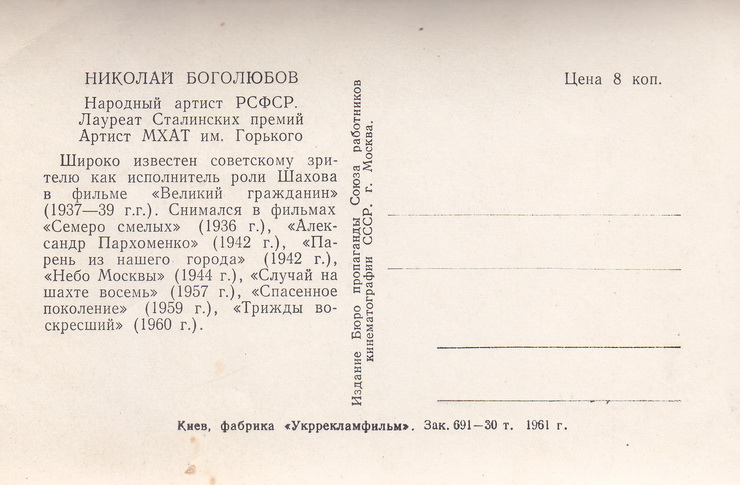 НИКОЛАЙ БОГОЛЮБОВ
Народный артист РСФСР.
Лауреат Сталинских премий
Артист МХАТ им. Горького
Широко известен советскому зри-
телю как исполнитель роли Шахова
в фильме «Великий гражданин»
(1937—39 г.г.). Снимался в фильмах
«Семеро смелых» (1936 г.), «Алек-
сандр Пархоменко» (1942 г.), «Па-
рень из нашего города» (1942 г.),
«Небо Москвы» (1944 г.), «Случай на
шахте восемь» (1957 г.), «Спасенное
поколение» (1959 г.), «Трижды во-
скресший» (1960 г.).
Издание Бюро пропаганды Союза работников
кинематографии СССР. г. Москва.
Цена 8 коп.
Киев, фабрика «Укррекламфильм». Зак. 691—30 т. 1961 г.